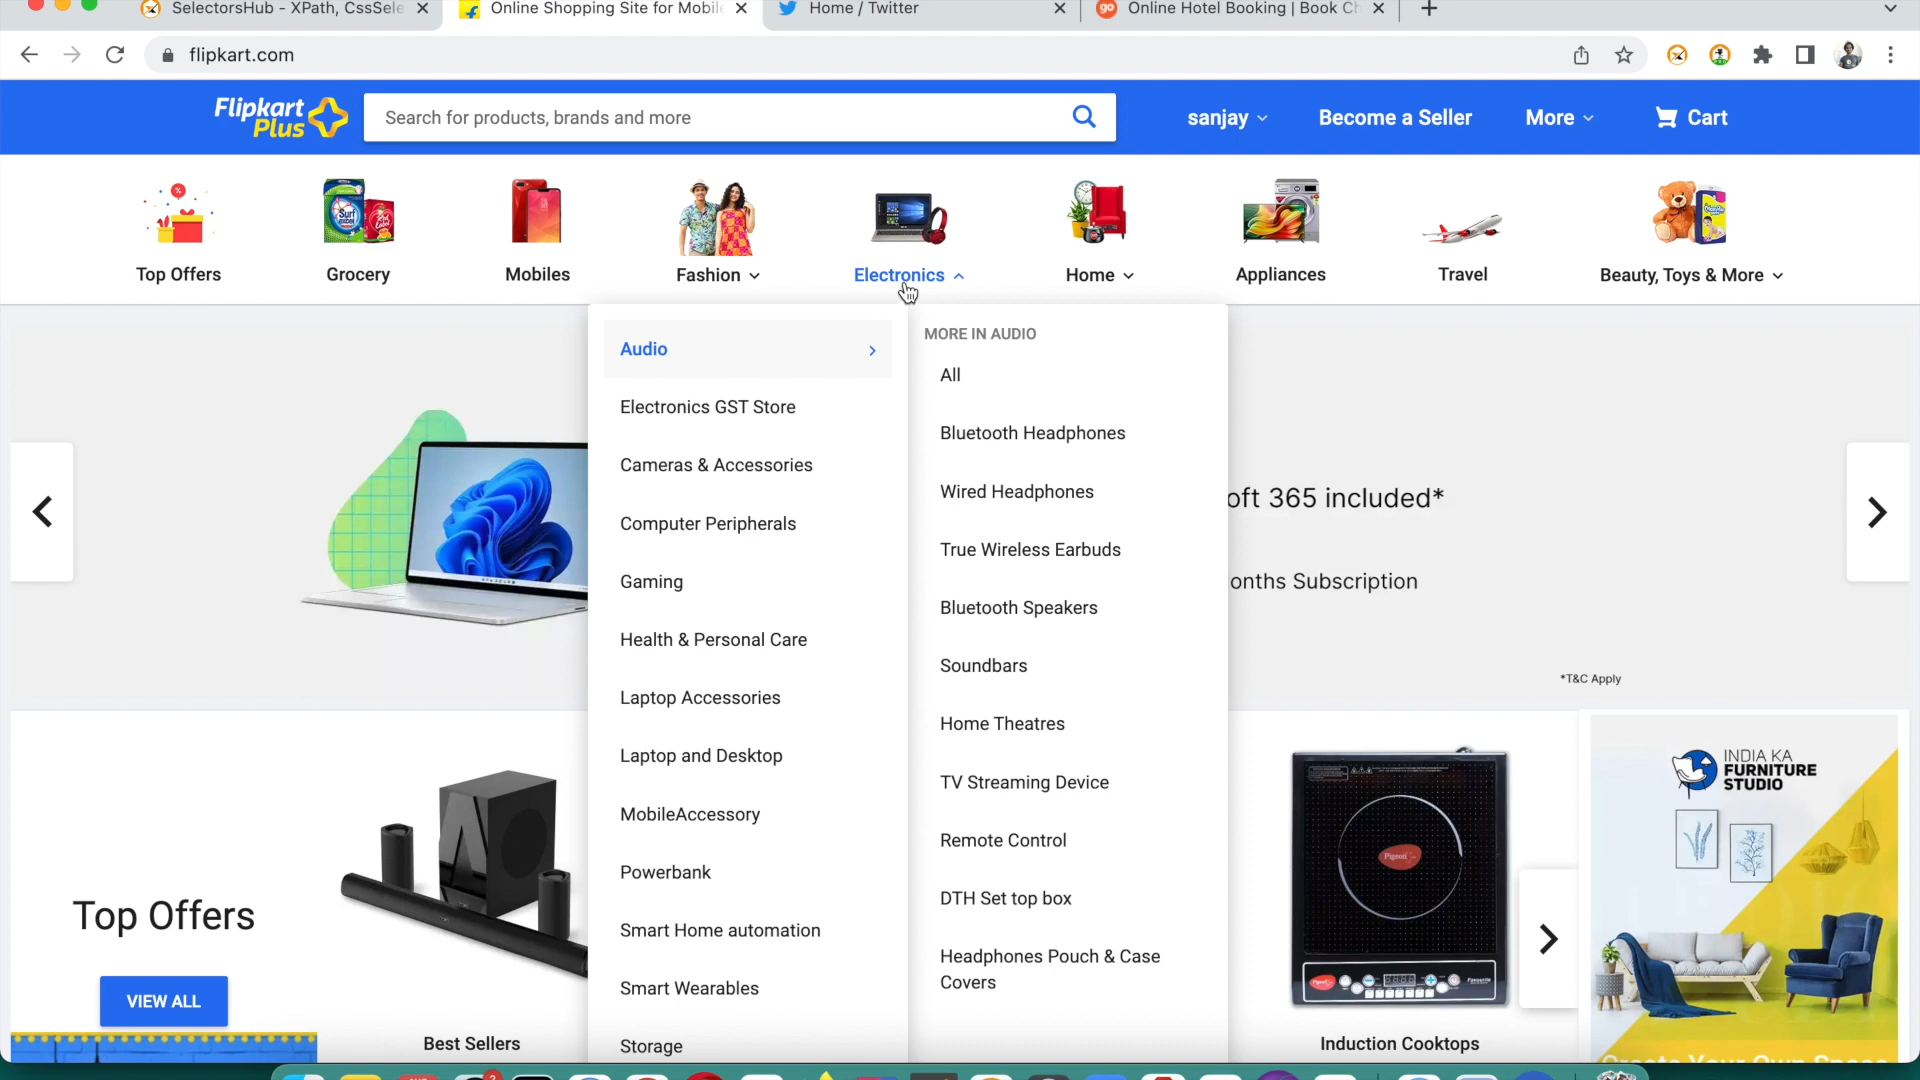 SelectorsHub - XPath, CssSele
Online Shopping Site for Mobil
Home / Twitter
go
Online Hotel Booking | Book Ch
flipkart.com
Flipkart
Plus
Search for products, brands and more
sanjay
Become a Seller
More
Cart
Top Offers
Grocery
Mobiles
Fashion
Electronics
Home
Appliances
Travel
Beauty, Toys & More
Audio
Electronics GST Store
Cameras & Accessories
Computer Peripherals
Gaming
Health & Personal Care
Laptop Accessories
Laptop and Desktop
MobileAccessory
Powerbank
Smart Home automation
Smart Wearables
Storage
MORE IN AUDIO
All
Bluetooth Headphones
Wired Headphones
True Wireless Earbuds
Bluetooth Speakers
Soundbars
Home Theatres
TV Streaming Device
Remote Control
DTH Set top box
Headphones Pouch & Case
Covers
oft 365 included*
onths Subscription
*T&C Apply
Top Offers
VIEW ALL
Best Sellers
Pigeon
Induction Cooktops
INDIA KA
FURNITURE
STUDIO
Create Your Own Space